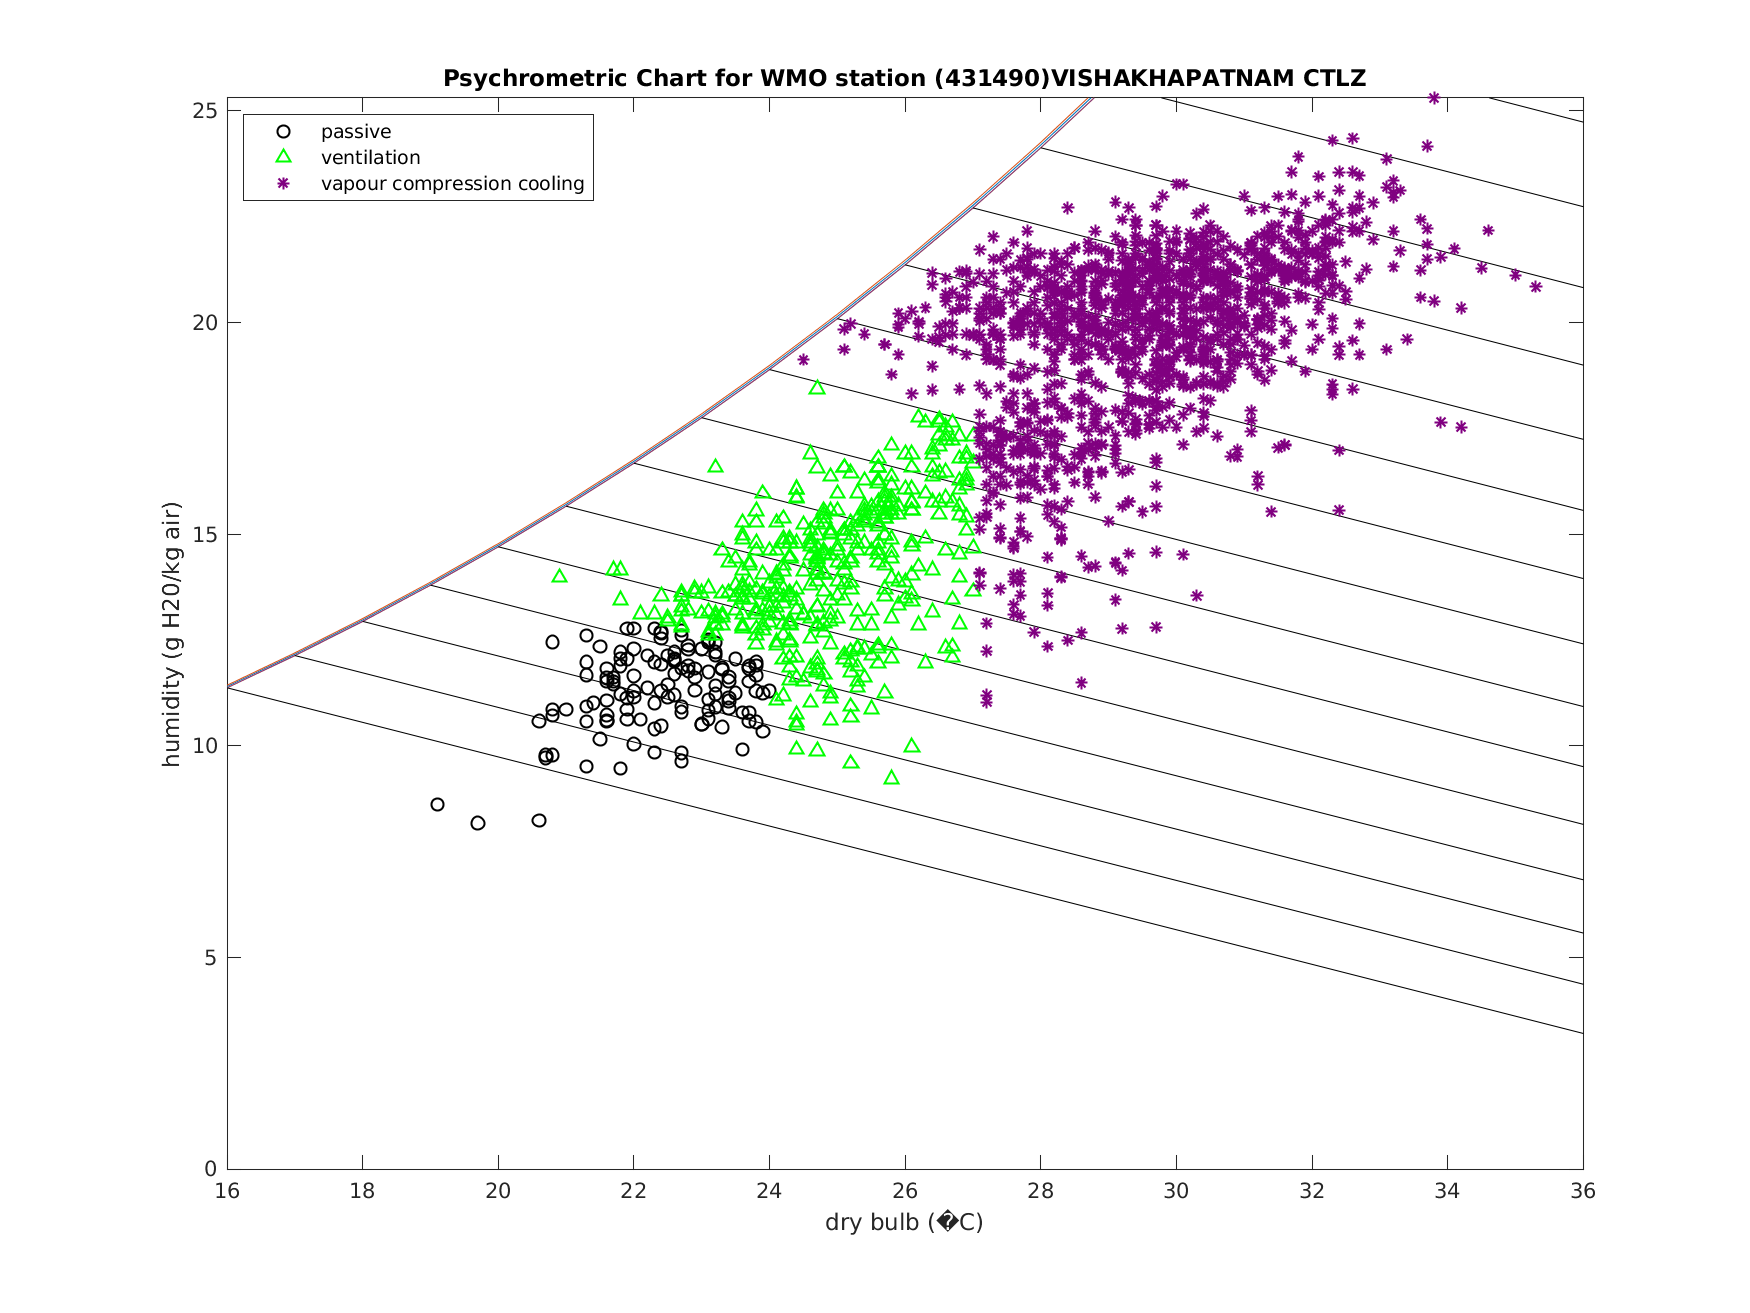 Psychrometric Chart for WMO station (431490)VISHAKHAPATNAM CTLZ
passive
ventilation
vapour compression cooling
humidity (g H20/kg air)
25
20
15
10
5
0
16 18 20 22 24 26 28 30 32 34 36
dry bulb (�C)